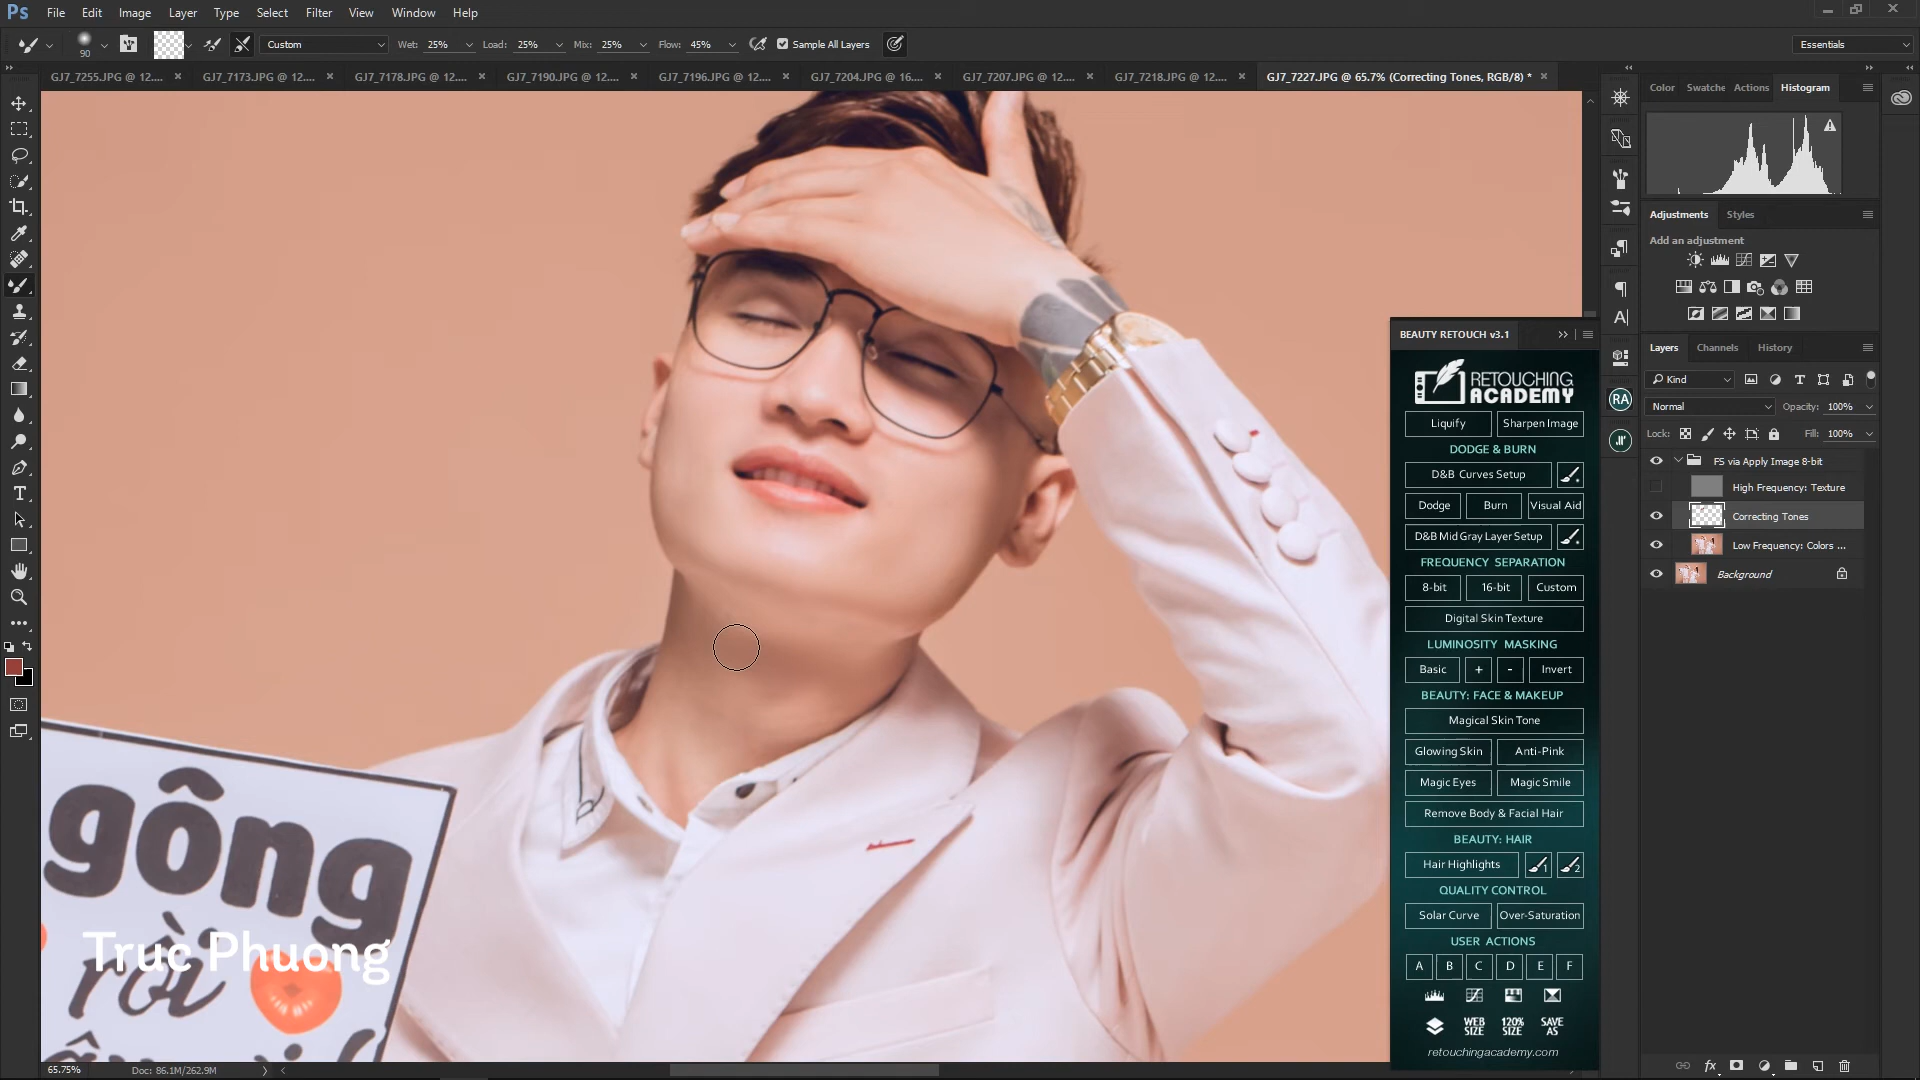 Ps File Edit Image Layer Type Select Filter View Window Help
90 Custom Wet: 25% Load: 25% Mix: 25% Flow: 45% Sample All Layers Essentials
GJ7_7255.JPG @ 12.... × GJ7_7173.JPG @ 12.... × GJ7_7178.JPG @ 12.... × GJ7_7190.JPG @ 12.... × GJ7_7196.JPG @ 12.... × GJ7_7204.JPG @ 16.... × GJ7_7207.JPG @ 12.... × GJ7_7218.JPG @ 12.... × GJ7_7227.JPG @ 65.7% (Correcting Tones, RGB/8) * ×
Color Swatche Actions Histogram
Adjustments Styles
Add an adjustment
Layers Channels History
Kind
Normal Opacity: 100%
Lock: Fill: 100%
FS via Apply Image 8-bit
High Frequency: Texture
Correcting Tones
Low Frequency: Colors ...
Background
BEAUTY RETOUCH v3.1
RETOUCHING
ACADEMY
Liquify Sharpen Image
DODGE & BURN
D&B Curves Setup
Dodge Burn Visual Aid
D&B Mid Gray Layer Setup
FREQUENCY SEPARATION
8-bit 16-bit Custom
Digital Skin Texture
LUMINOSITY MASKING
Basic + - Invert
BEAUTY: FACE & MAKEUP
Magical Skin Tone
Glowing Skin Anti-Pink
Magic Eyes Magic Smile
Remove Body & Facial Hair
BEAUTY: HAIR
Hair Highlights 1 2
QUALITY CONTROL
Solar Curve Over-Saturation
USER ACTIONS
A B C D E F
WEB SIZE 120% SIZE SAVE AS
retouchingacademy.com
RA
gông
Truc Phuong
rồi
65.75% Doc: 86.1M/262.9M